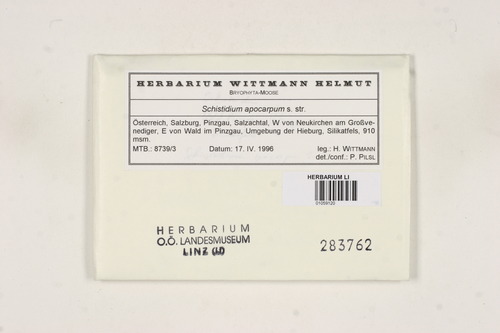 HERBARIUM WITTMANN HELMUT
BRYOPHYTA-MOOSE
Schistidium apocarpum s. str.
Österreich, Salzburg, Pinzgau, Salzachtal, W von Neukirchen am Großve-
nediger, E von Wald im Pinzgau, Umgebung der Hieburg, Silikatfels, 910
msm.
MTB.: 8739/3 Datum: 17. IV. 1996 leg.: H. WITTMANN
det./conf.: P. PILSL
HERBARIUM LI
01059120
HERBARIUM
O.Ö. LANDESMUSEUM
LINZ (LI)
283762